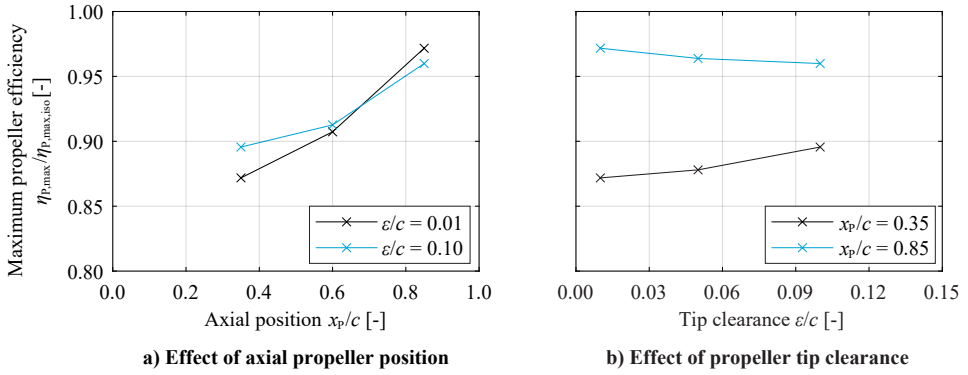 Maximum propeller efficiency
ηP,max/ηP,max,iso [-]
1.00
0.95
0.90
0.85
0.80
0.0
0.2
0.4
0.6
0.8
1.0
ε/c = 0.01
ε/c = 0.10
Axial position xP/c [-]
a) Effect of axial propeller position
0.00
0.03
0.06
0.09
0.12
0.15
xP/c = 0.35
xP/c = 0.85
Tip clearance ε/c [-]
b) Effect of propeller tip clearance